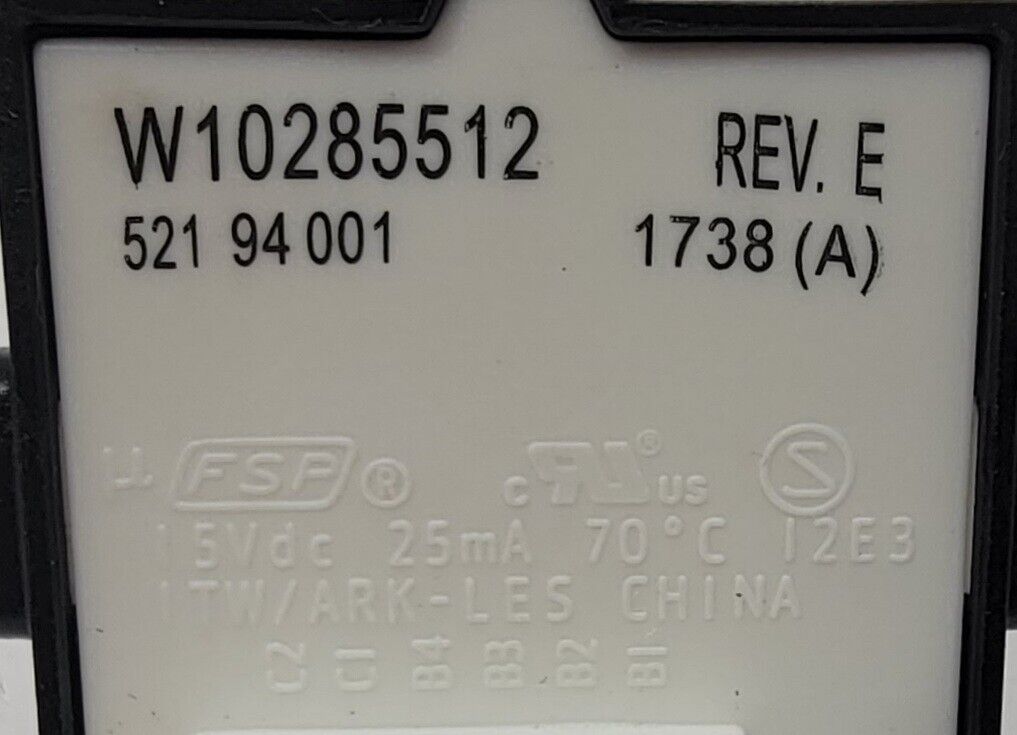 W10285512 REV. E
521 94 001 1738 (A)
FSP® c ® US
15Vdc 25mA 70°C 12E3
ITW/ARK-LES CHINA
C2 C1 B4 B3 B2 B1